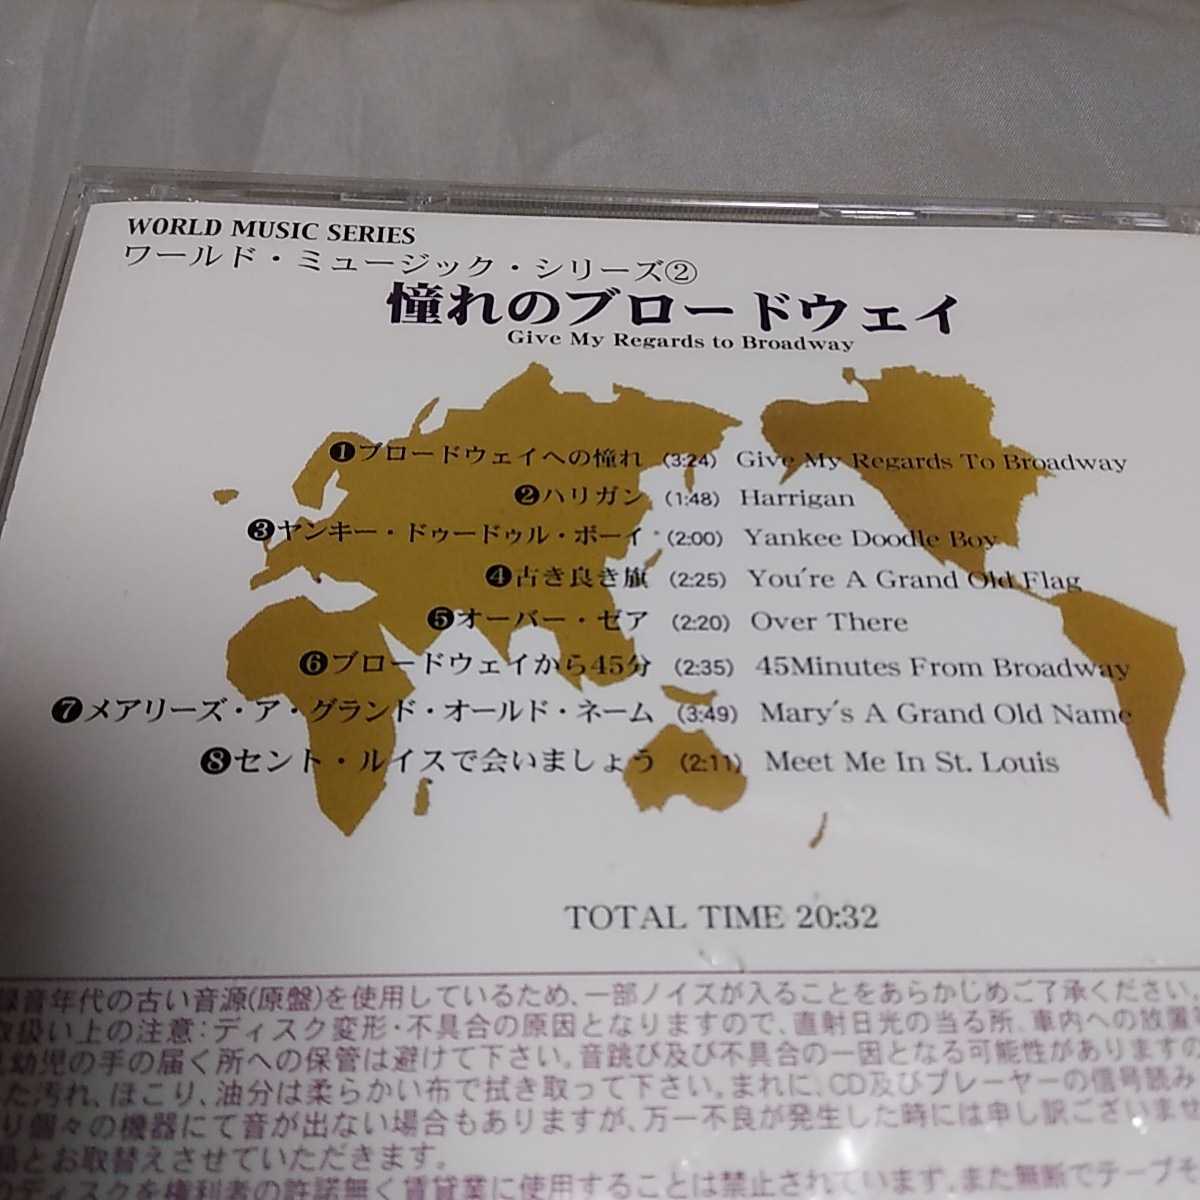 WORLD MUSIC SERIES
ワールド・ミュージック・シリーズ②
憧れのブロードウェイ
Give My Regards to Broadway
❶ブロードウェイへの憧れ (3:24) Give My Regards To Broadway
❷ハリガン (1:48) Harrigan
❸ヤンキー・ドゥードゥル・ボーイ (2:00) Yankee Doodle Boy
❹古き良き旗 (2:25) You're A Grand Old Flag
❺オーバー・ゼア (2:20) Over There
❻ブロードウェイから45分 (2:35) 45Minutes From Broadway
❼メアリーズ・ア・グランド・オールド・ネーム (3:49) Mary's A Grand Old Name
❽セント・ルイスで会いましょう (2:11) Meet Me In St. Louis
TOTAL TIME 20:32
録音年代の古い音源(原盤)を使用しているため、一部ノイズが入ることをあらかじめご了承ください。
取扱い上の注意:ディスク変形・不具合の原因となりますので、直射日光の当る所、車内への放置
幼児の手の届く所への保管は避けて下さい。音跳び及び不具合の一因となる可能性がありますの
た汚れ、ほこり、油分は柔らかい布で拭き取って下さい。まれに、CD及びプレーヤーの信号読み
り個々の機器にて音が出ない場合もありますが、万一不良が発生した時には申し訳ございませ
品とお取替えさせていただきます。
のディスクを権利者の許諾無く賃貸業に使用することは禁止されています。また無断でテープそ